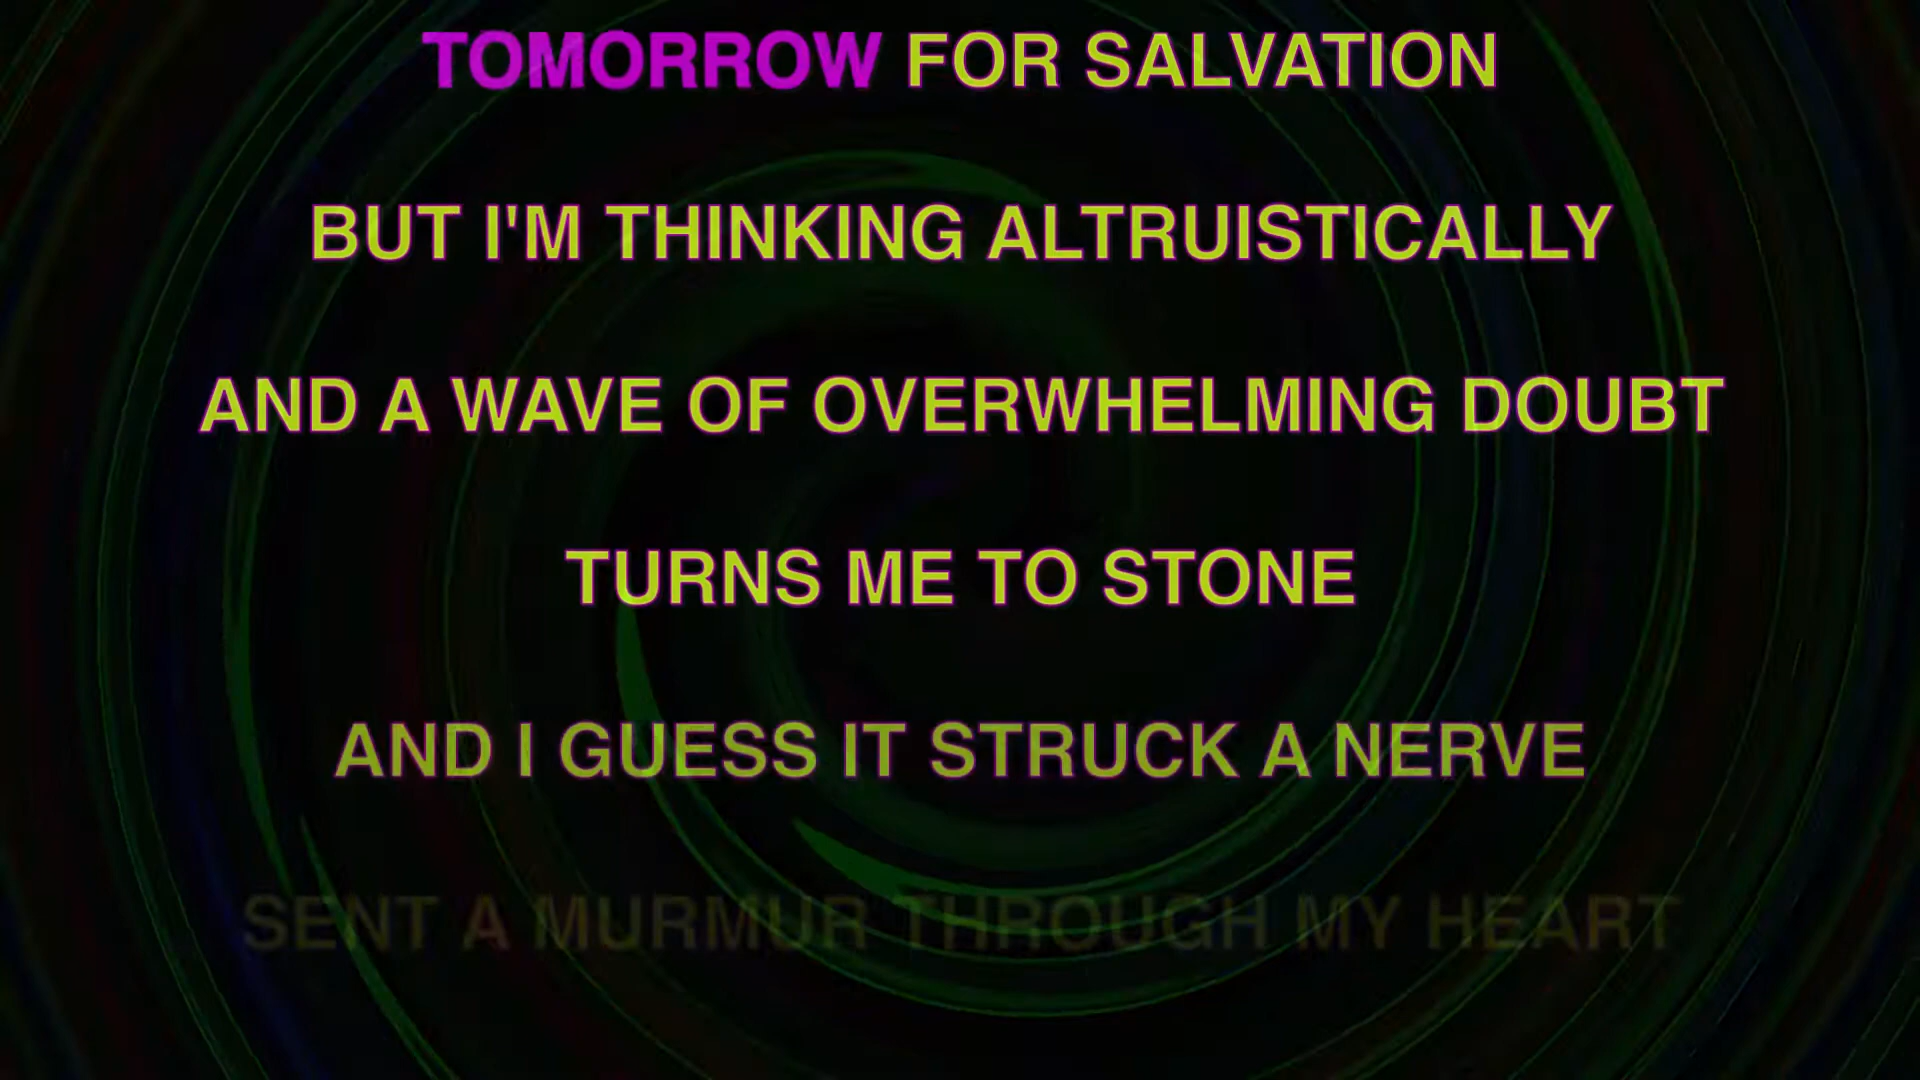 TOMORROW FOR SALVATION
BUT I'M THINKING ALTRUISTICALLY
AND A WAVE OF OVERWHELMING DOUBT
TURNS ME TO STONE
AND I GUESS IT STRUCK A NERVE
SENT A MURMUR THROUGH MY HEART